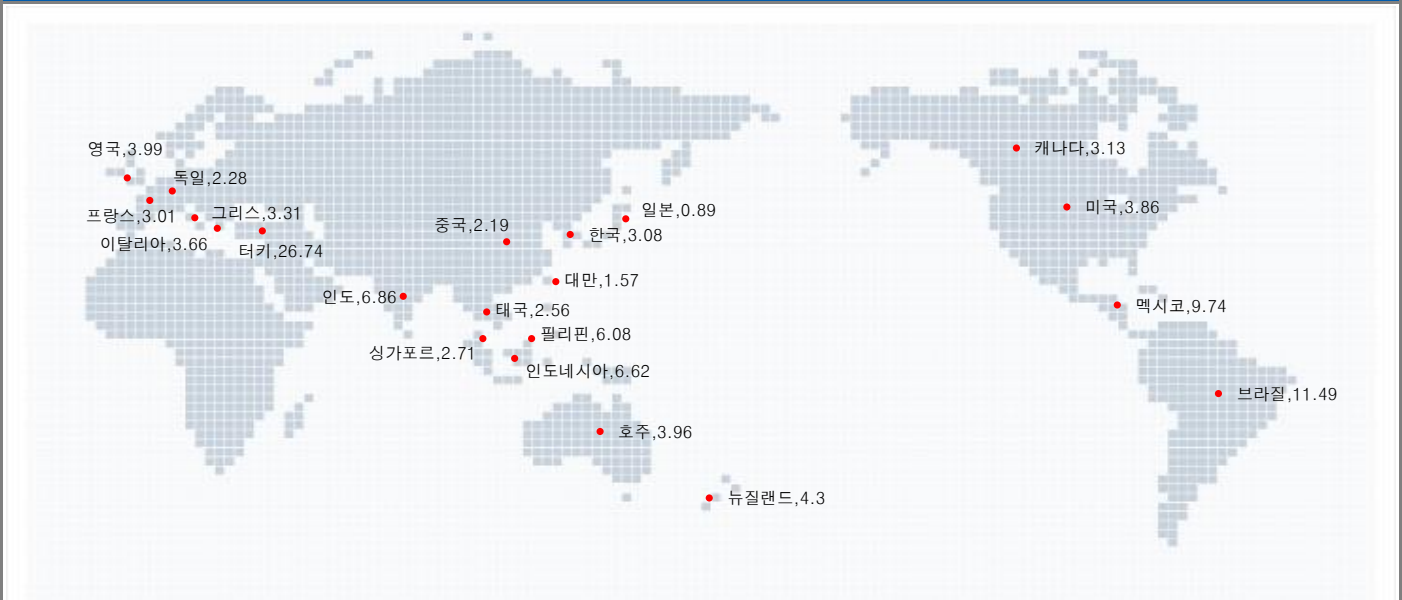 영국,3.99
캐나다,3.13
독일,2.28
미국,3.86
일본,0.89
프랑스,3.01
그리스,3.31
중국,2.19
한국,3.08
이탈리아,3.66
터키,26.74
대만,1.57
인도,6.86
멕시코,9.74
태국,2.56
필리핀,6.08
싱가포르,2.71
인도네시아,6.62
브라질,11.49
호주,3.96
뉴질랜드,4.3